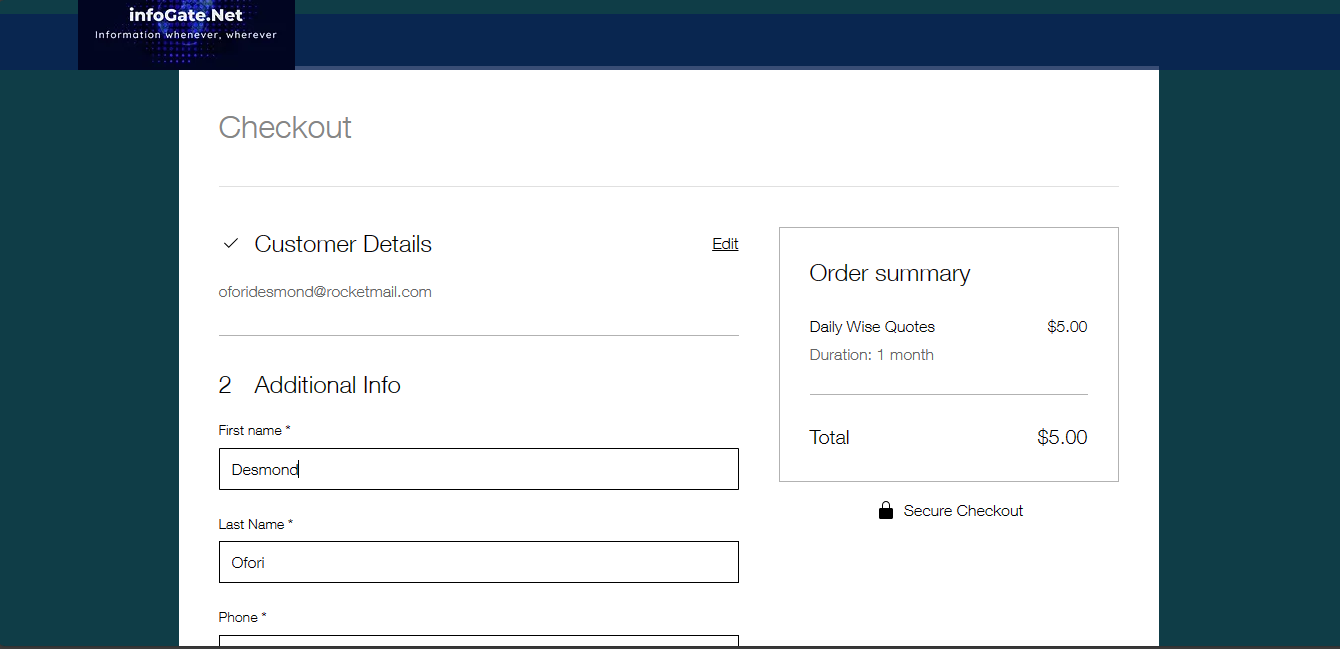 infoGate.Net
Information whenever, wherever
Checkout
Customer Details
Edit
oforidesmond@rocketmail.com
2 Additional Info
First name *
Desmond
Last Name *
Ofori
Phone *
Order summary
Daily Wise Quotes $5.00
Duration: 1 month
Total $5.00
Secure Checkout